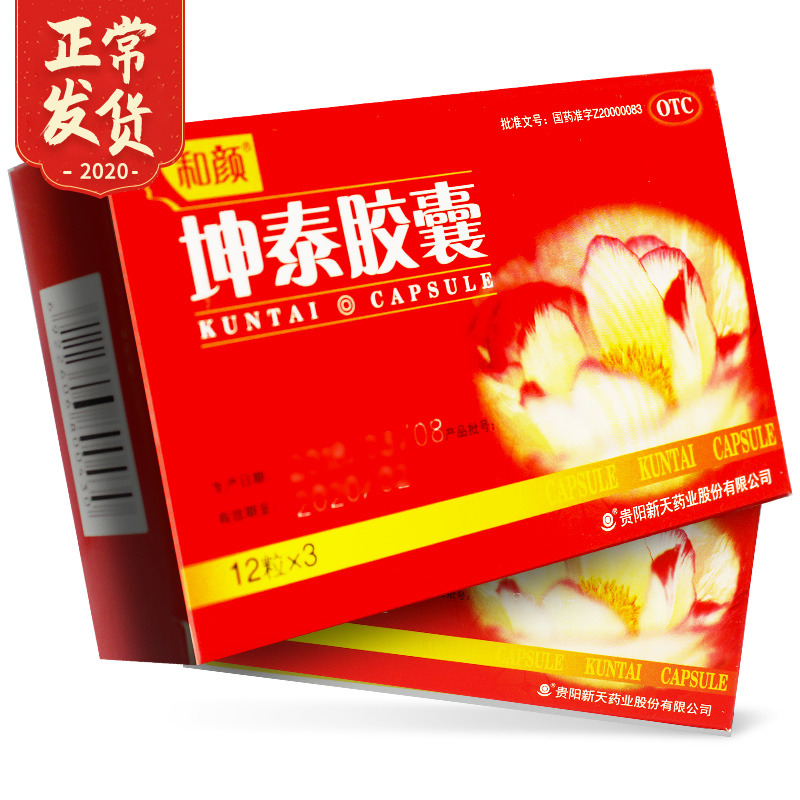 正常
发货
-2020-
批准文号：国药准字Z20000083
OTC
和颜®
坤泰胶囊
KUNTAI CAPSULE
/08 产品批号：
生产日期：
有效期至
2020/02
CAPSULE KUNTAI CAPSULE
贵阳新天药业股份有限公司
12粒×3
CAPSULE KUNTAI CAPSULE
贵阳新天药业股份有限公司